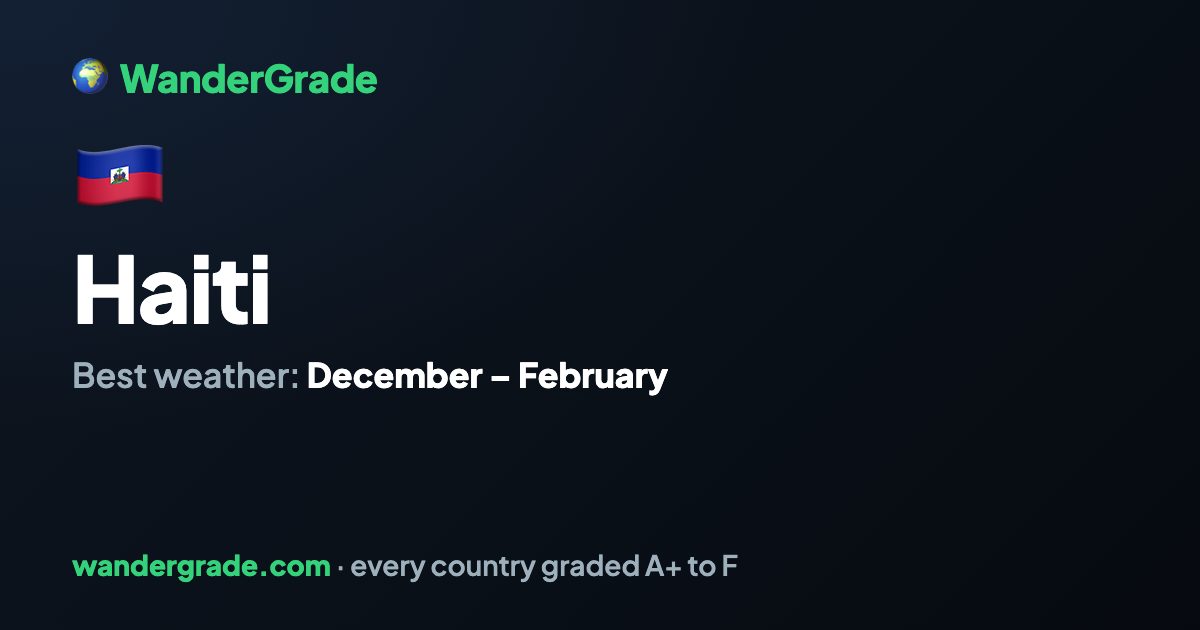 WanderGrade
Haiti
Best weather: December – February
wandergrade.com · every country graded A+ to F